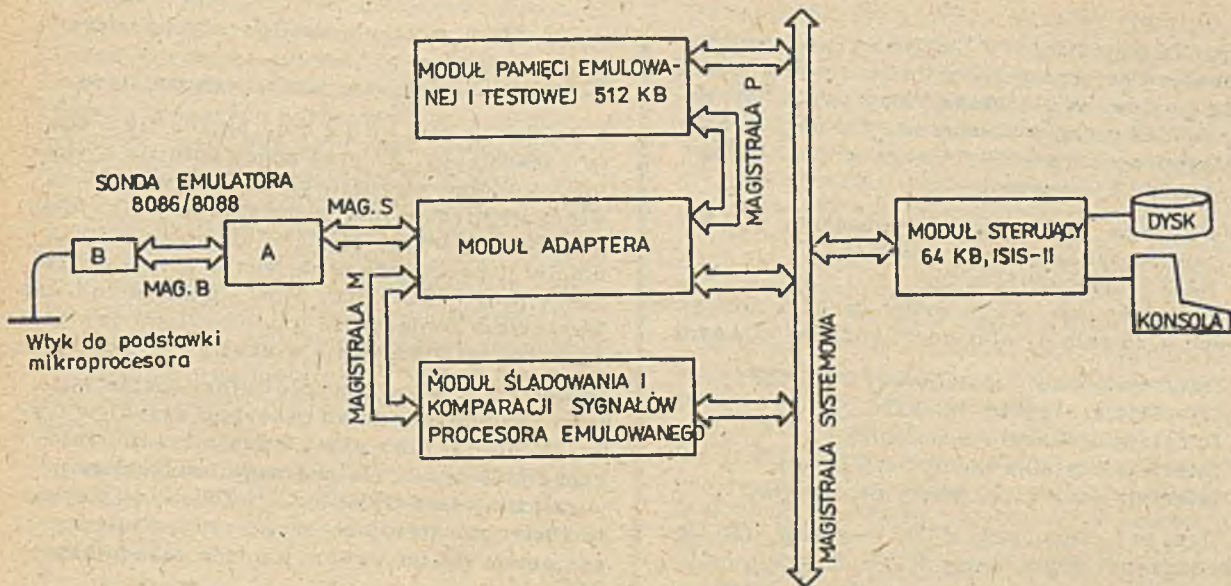 MODUŁ PAMIĘCI EMULOWA-
NEJ I TESTOWEJ 512 KB
MAGISTRALA P
SONDA EMULATORA
8086/8088
MAG. S
B
A
MAG. B
MODUŁ ADAPTERA
MODUŁ STERUJĄCY
64 KB, ISIS-II
DYSK
KONSOLA
Wtyk do podstawki
mikroprocesora
MAGISTRALA M
MODUŁ ŚLADOWANIA I
KOMPARACJI SYGNAŁÓW
PROCESORA EMULOWANEGO
MAGISTRALA SYSTEMOWA